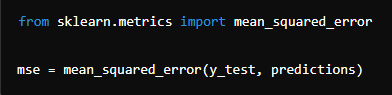 from sklearn.metrics import mean_squared_error
mse = mean_squared_error(y_test, predictions)